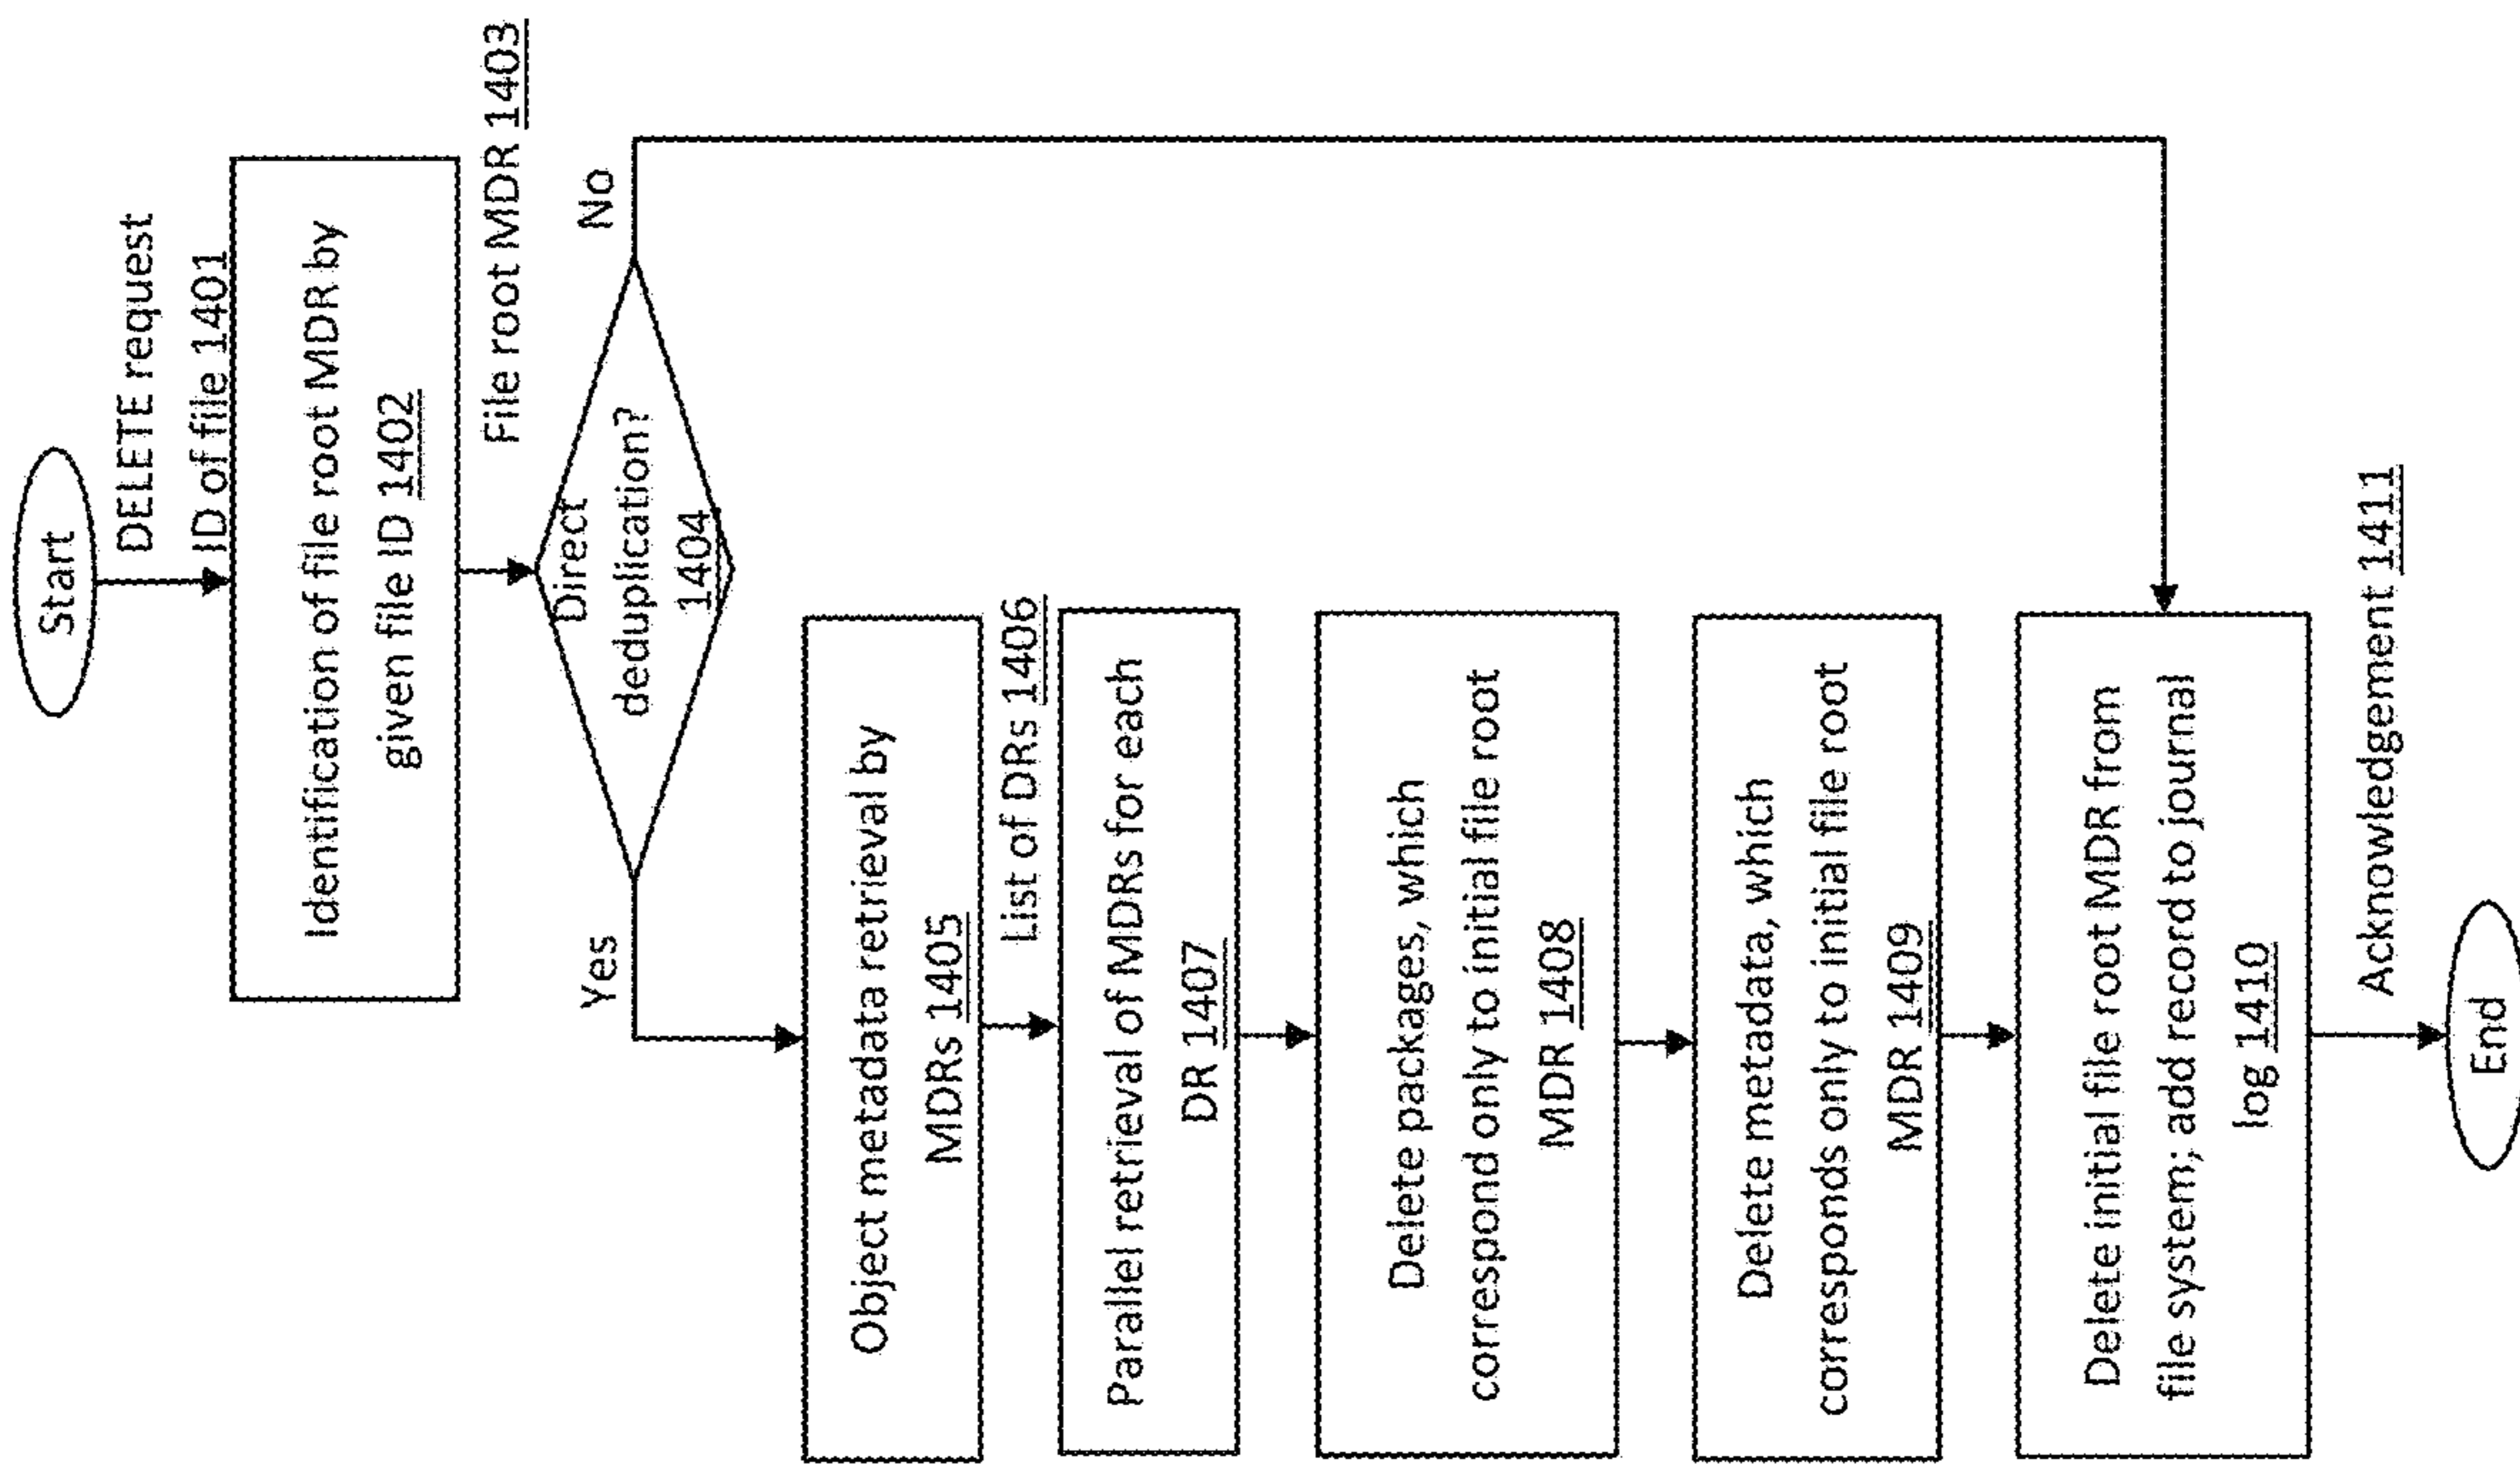 Start
DELETE request
ID of file 1401
Identification of file root MDR by
given file ID 1402
File root MDR 1403
Direct
deduplication?
1404
Yes
No
Object metadata retrieval by
MDRs 1405
List of DRs 1406
Parallel retrieval of MDRs for each
DR 1407
Delete packages, which
correspond only to initial file root
MDR 1408
Delete metadata, which
corresponds only to initial file root
MDR 1409
Delete initial file root MDR from
file system; add record to journal
log 1410
Acknowledgement 1411
End